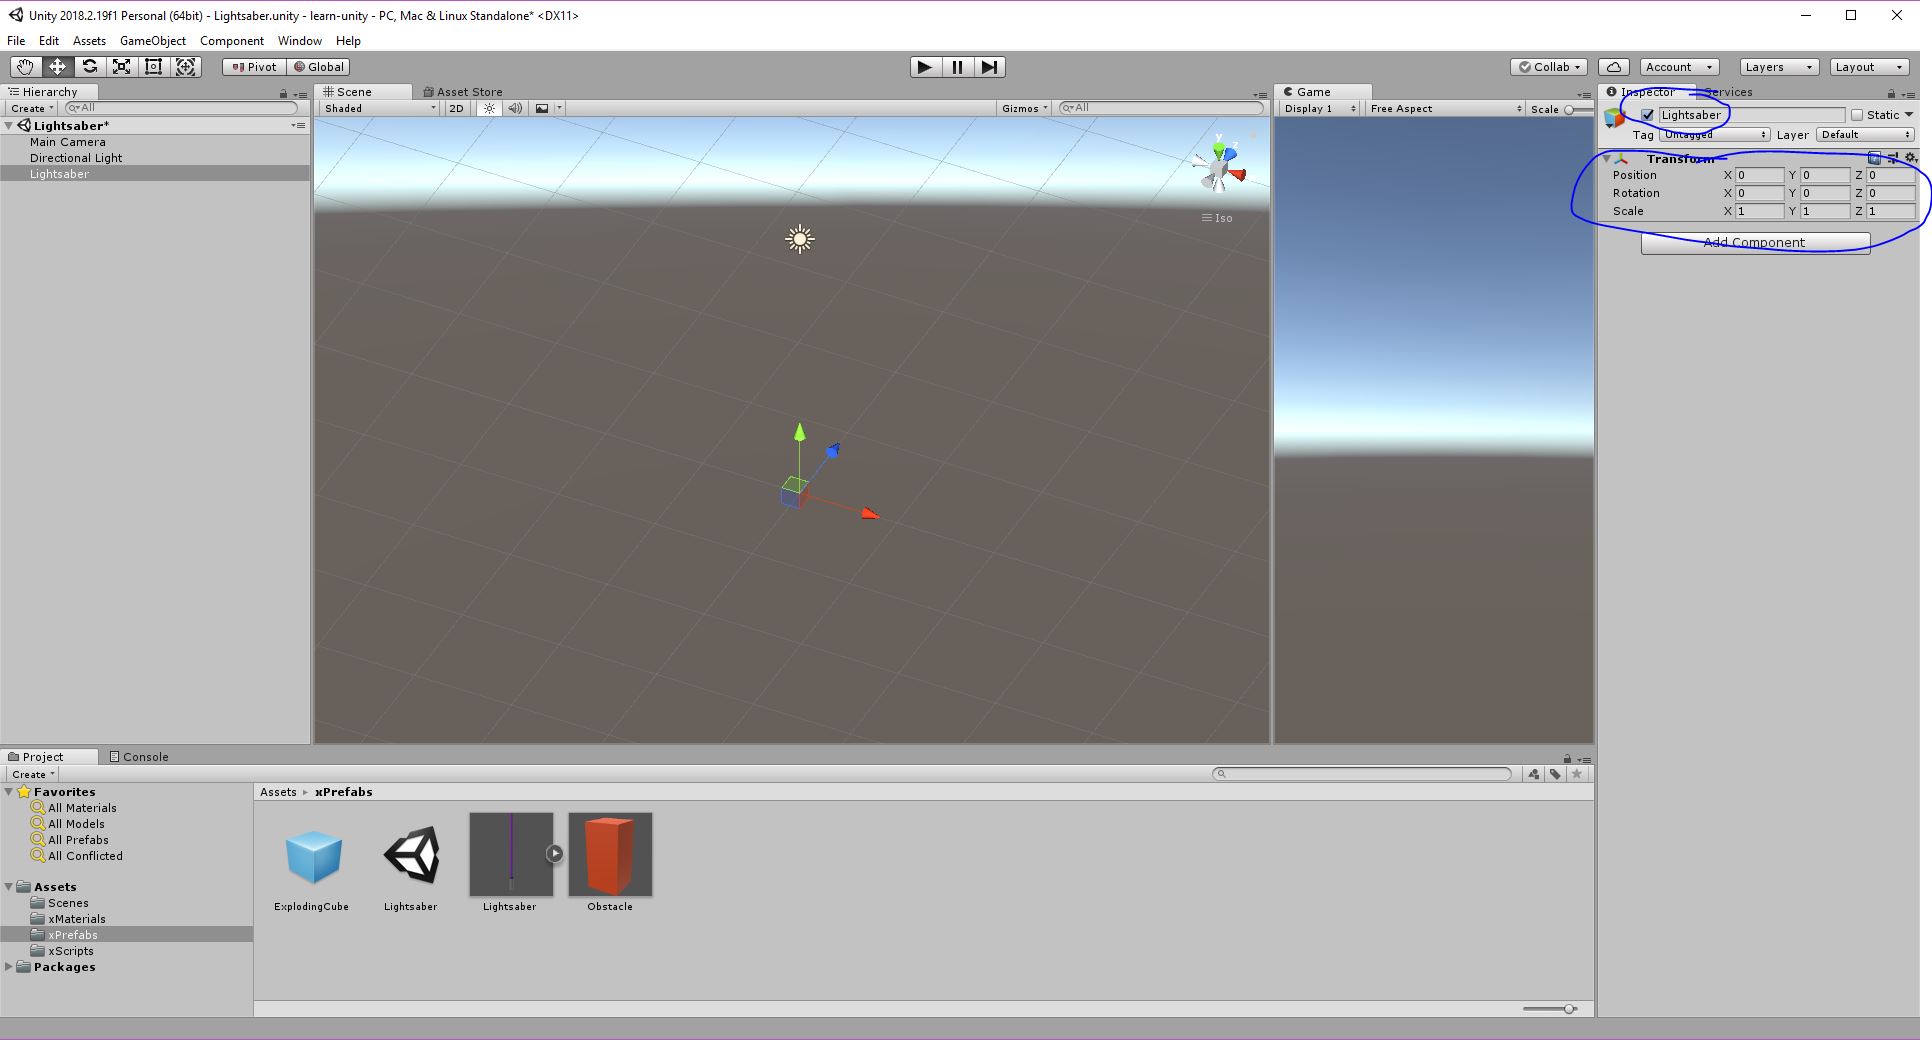 Unity 2018.2.19f1 Personal (64bit) - Lightsaber.unity - learn-unity - PC, Mac & Linux Standalone* <DX11>
File Edit Assets GameObject Component Window Help
Pivot Global Collab Account Layers Layout
Hierarchy
Create All
Lightsaber*
Main Camera
Directional Light
Lightsaber
Scene Asset Store
Shaded 2D Gizmos All
y
z
Iso
Game
Display 1 Free Aspect Scale
Inspector Services
Lightsaber Static
Tag Untagged Layer Default
Transform
Position X 0 Y 0 Z 0
Rotation X 0 Y 0 Z 0
Scale X 1 Y 1 Z 1
Add Component
Project Console
Create
Favorites
All Materials
All Models
All Prefabs
All Conflicted
Assets
Scenes
xMaterials
xPrefabs
xScripts
Packages
Assets xPrefabs
ExplodingCube Lightsaber Lightsaber Obstacle